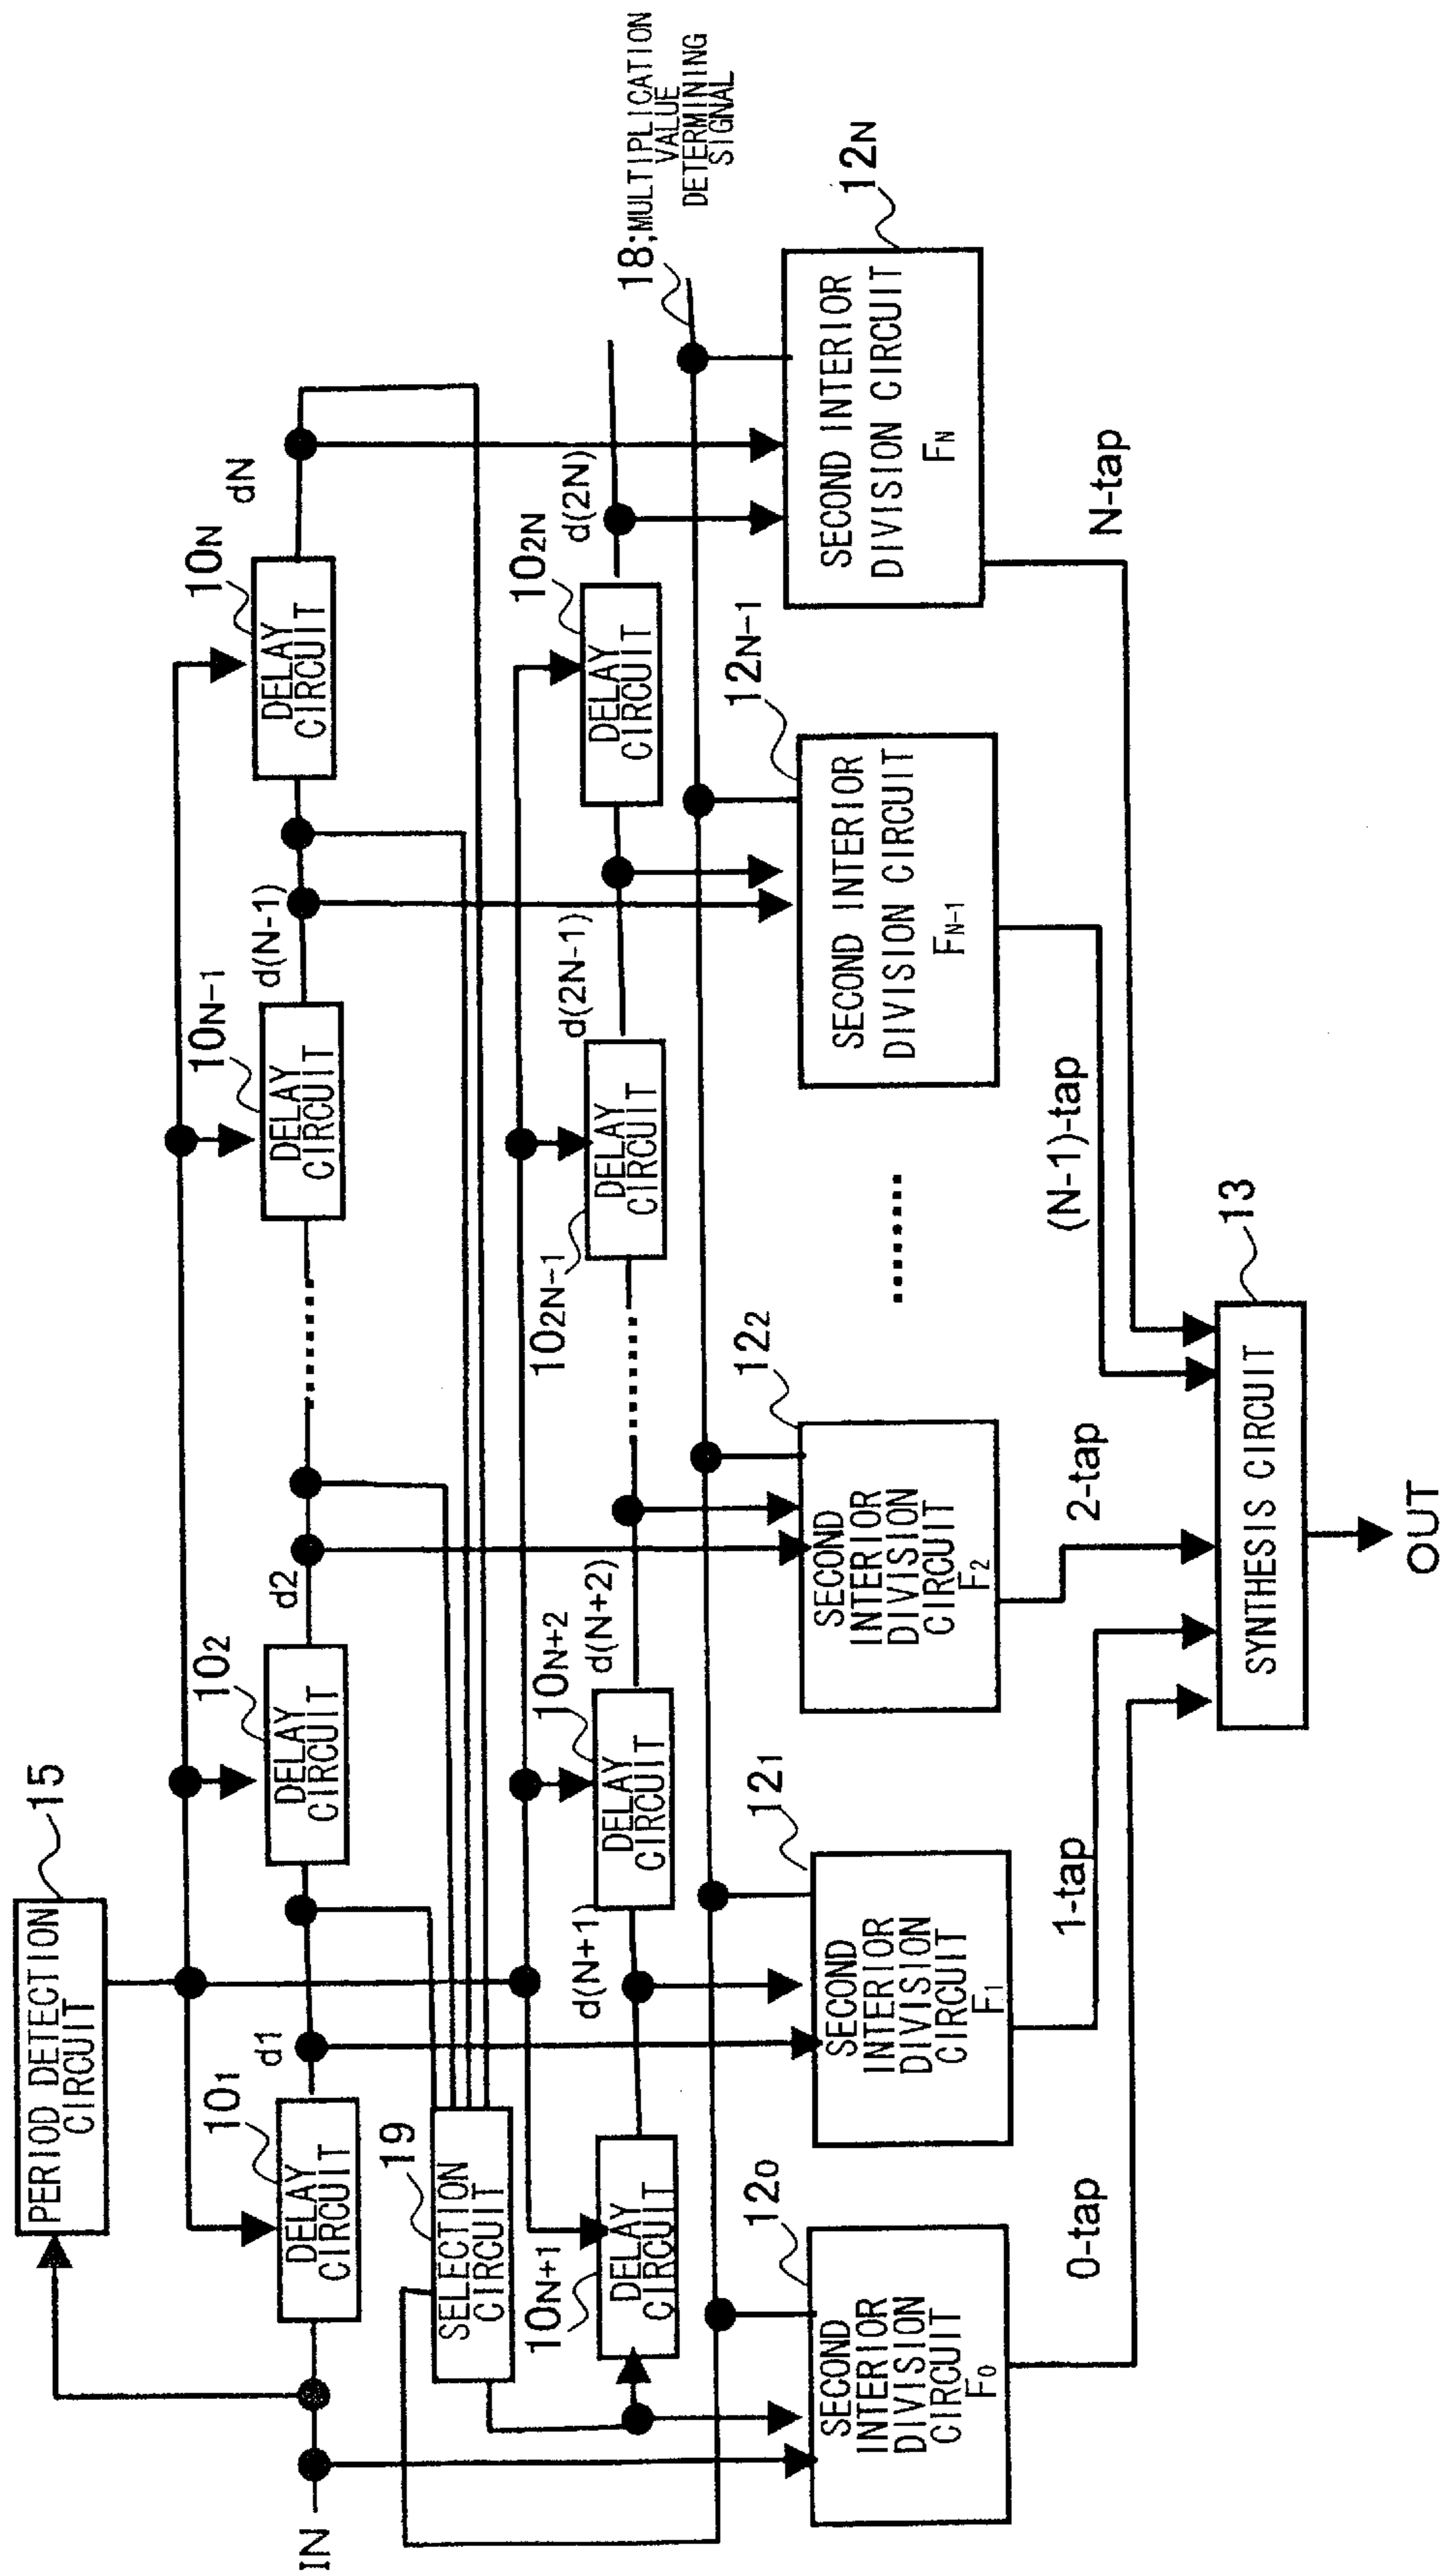 PERIOD DETECTION
CIRCUIT
15
IN
DELAY
CIRCUIT
10₁
d1
DELAY
CIRCUIT
10₂
d2
DELAY
CIRCUIT
10N-1
d(N-1)
DELAY
CIRCUIT
10N
dN
SELECTION
CIRCUIT
19
DELAY
CIRCUIT
10N+1
d(N+1)
DELAY
CIRCUIT
10N+2
d(N+2)
DELAY
CIRCUIT
102N-1
d(2N-1)
DELAY
CIRCUIT
102N
d(2N)
18;MULTIPLICATION
VALUE
DETERMINING
SIGNAL
SECOND
INTERIOR
DIVISION
CIRCUIT
F₀
12₀
SECOND
INTERIOR
DIVISION
CIRCUIT
F₁
12₁
SECOND
INTERIOR
DIVISION
CIRCUIT
F₂
12₂
SECOND INTERIOR
DIVISION CIRCUIT
FN-1
12N-1
SECOND INTERIOR
DIVISION CIRCUIT
FN
12N
0-tap
1-tap
2-tap
(N-1)-tap
N-tap
SYNTHESIS CIRCUIT
13
OUT